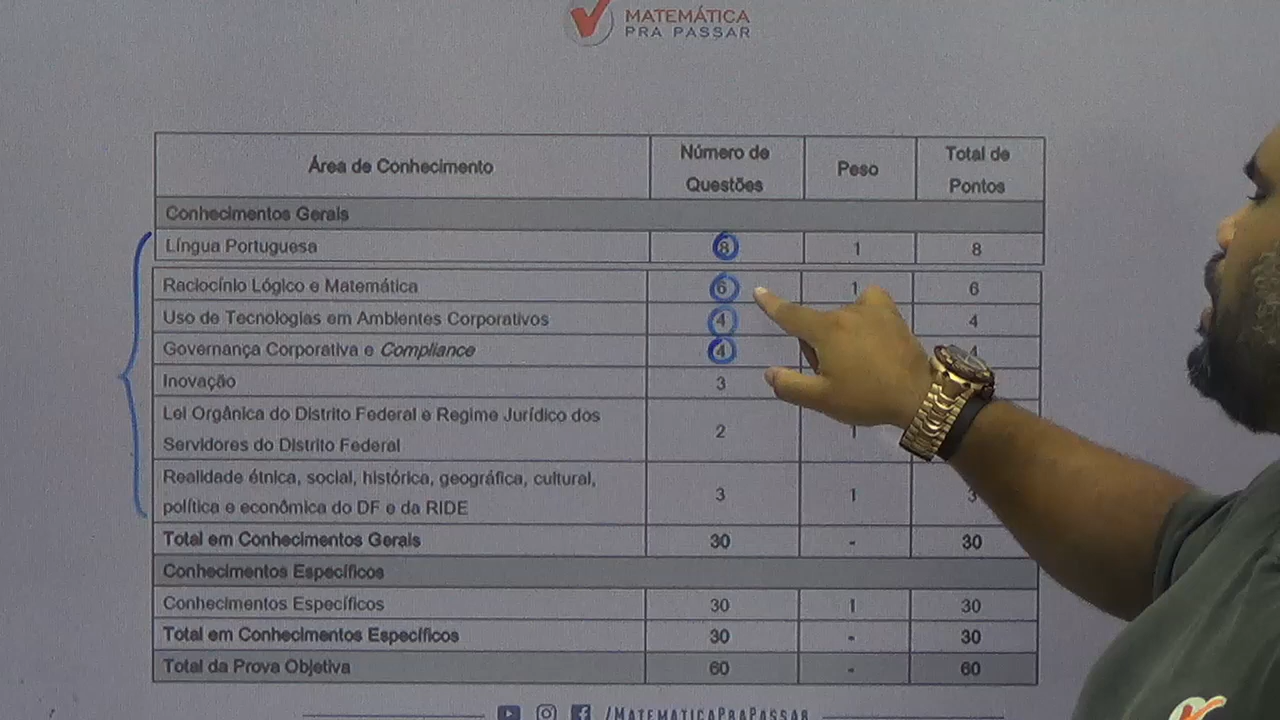 MATEMÁTICA
PRA PASSAR
Área de Conhecimento Número de Questões Peso Total de Pontos
Conhecimentos Gerais
Língua Portuguesa 8 1 8
Raciocínio Lógico e Matemática 6 1 6
Uso de Tecnologias em Ambientes Corporativos 4 4
Governança Corporativa e Compliance 4 4
Inovação 3
Lei Orgânica do Distrito Federal e Regime Jurídico dos
Servidores do Distrito Federal 2 1
Realidade étnica, social, histórica, geográfica, cultural,
política e econômica do DF e da RIDE 3 1 3
Total em Conhecimentos Gerais 30 - 30
Conhecimentos Específicos
Conhecimentos Específicos 30 1 30
Total em Conhecimentos Específicos 30 - 30
Total da Prova Objetiva 60 - 60
/MATEMATICAPRAPASSAR